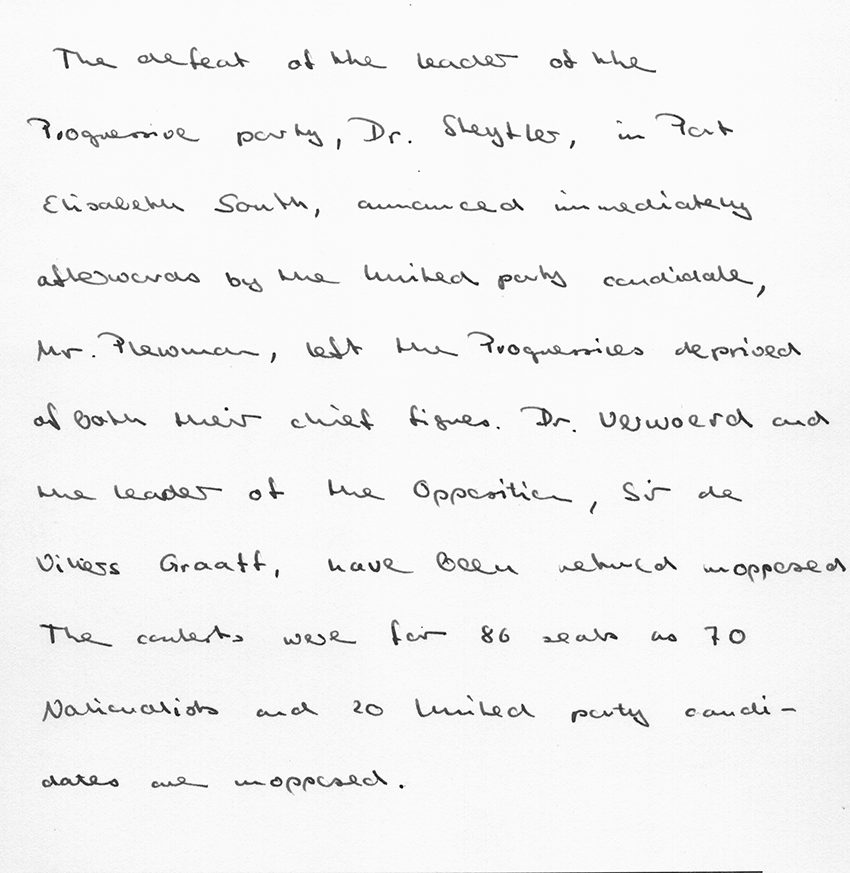 The defeat of the leader of the
Progressive party, Dr. Steytler, in Port
Elisabeth South, announced immediately
afterwards by the United party candidate,
Mr. Plewman, left the Progressives deprived
of both their chief figures. Dr. Verwoerd and
the leader of the Opposition, Sir de
Villiers Graaff, have been returned unopposed
The contests were for 86 seats as 70
Nationalists and 20 United party candi-
dates are unopposed.